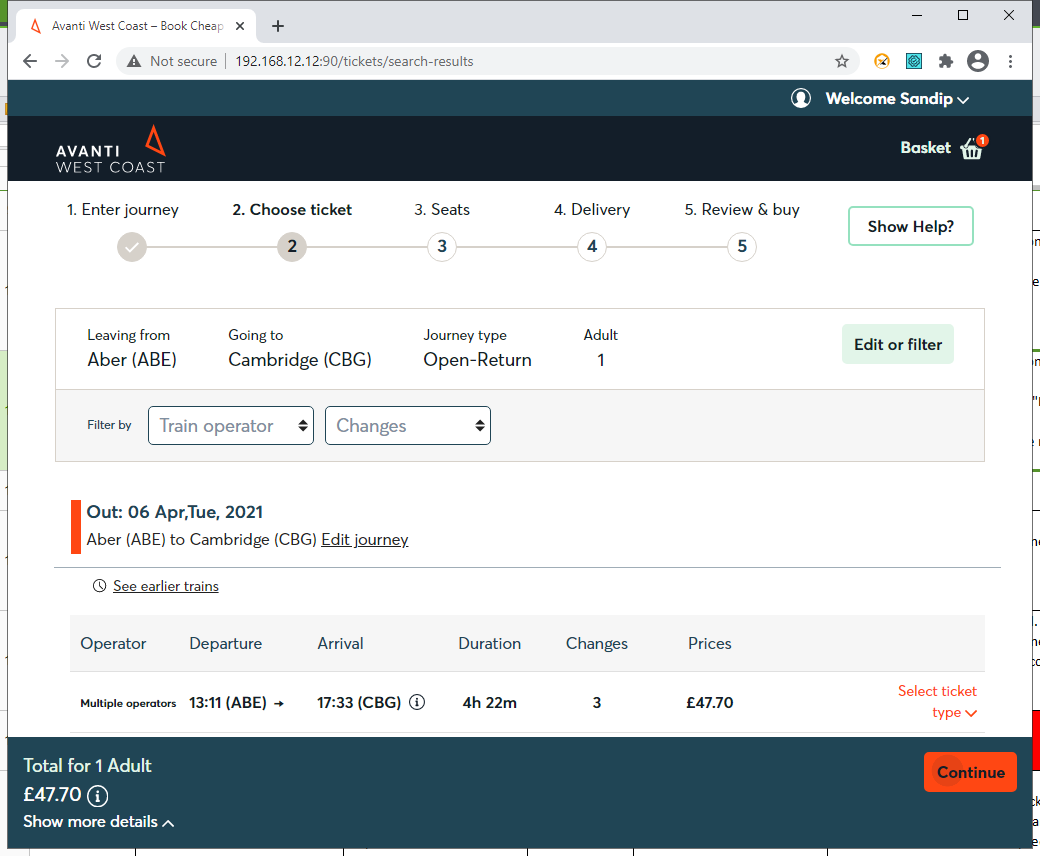 Avanti West Coast – Book Cheap
Not secure | 192.168.12.12:90/tickets/search-results
Welcome Sandip
AVANTI
WEST COAST
Basket 1
1. Enter journey 2. Choose ticket 3. Seats 4. Delivery 5. Review & buy
Show Help?
2 3 4 5
Leaving from Going to Journey type Adult
Aber (ABE) Cambridge (CBG) Open-Return 1
Edit or filter
Filter by Train operator Changes
Out: 06 Apr,Tue, 2021
Aber (ABE) to Cambridge (CBG) Edit journey
See earlier trains
Operator Departure Arrival Duration Changes Prices
Multiple operators 13:11 (ABE) → 17:33 (CBG) 4h 22m 3 £47.70
Select ticket
type
Total for 1 Adult
£47.70
Show more details
Continue